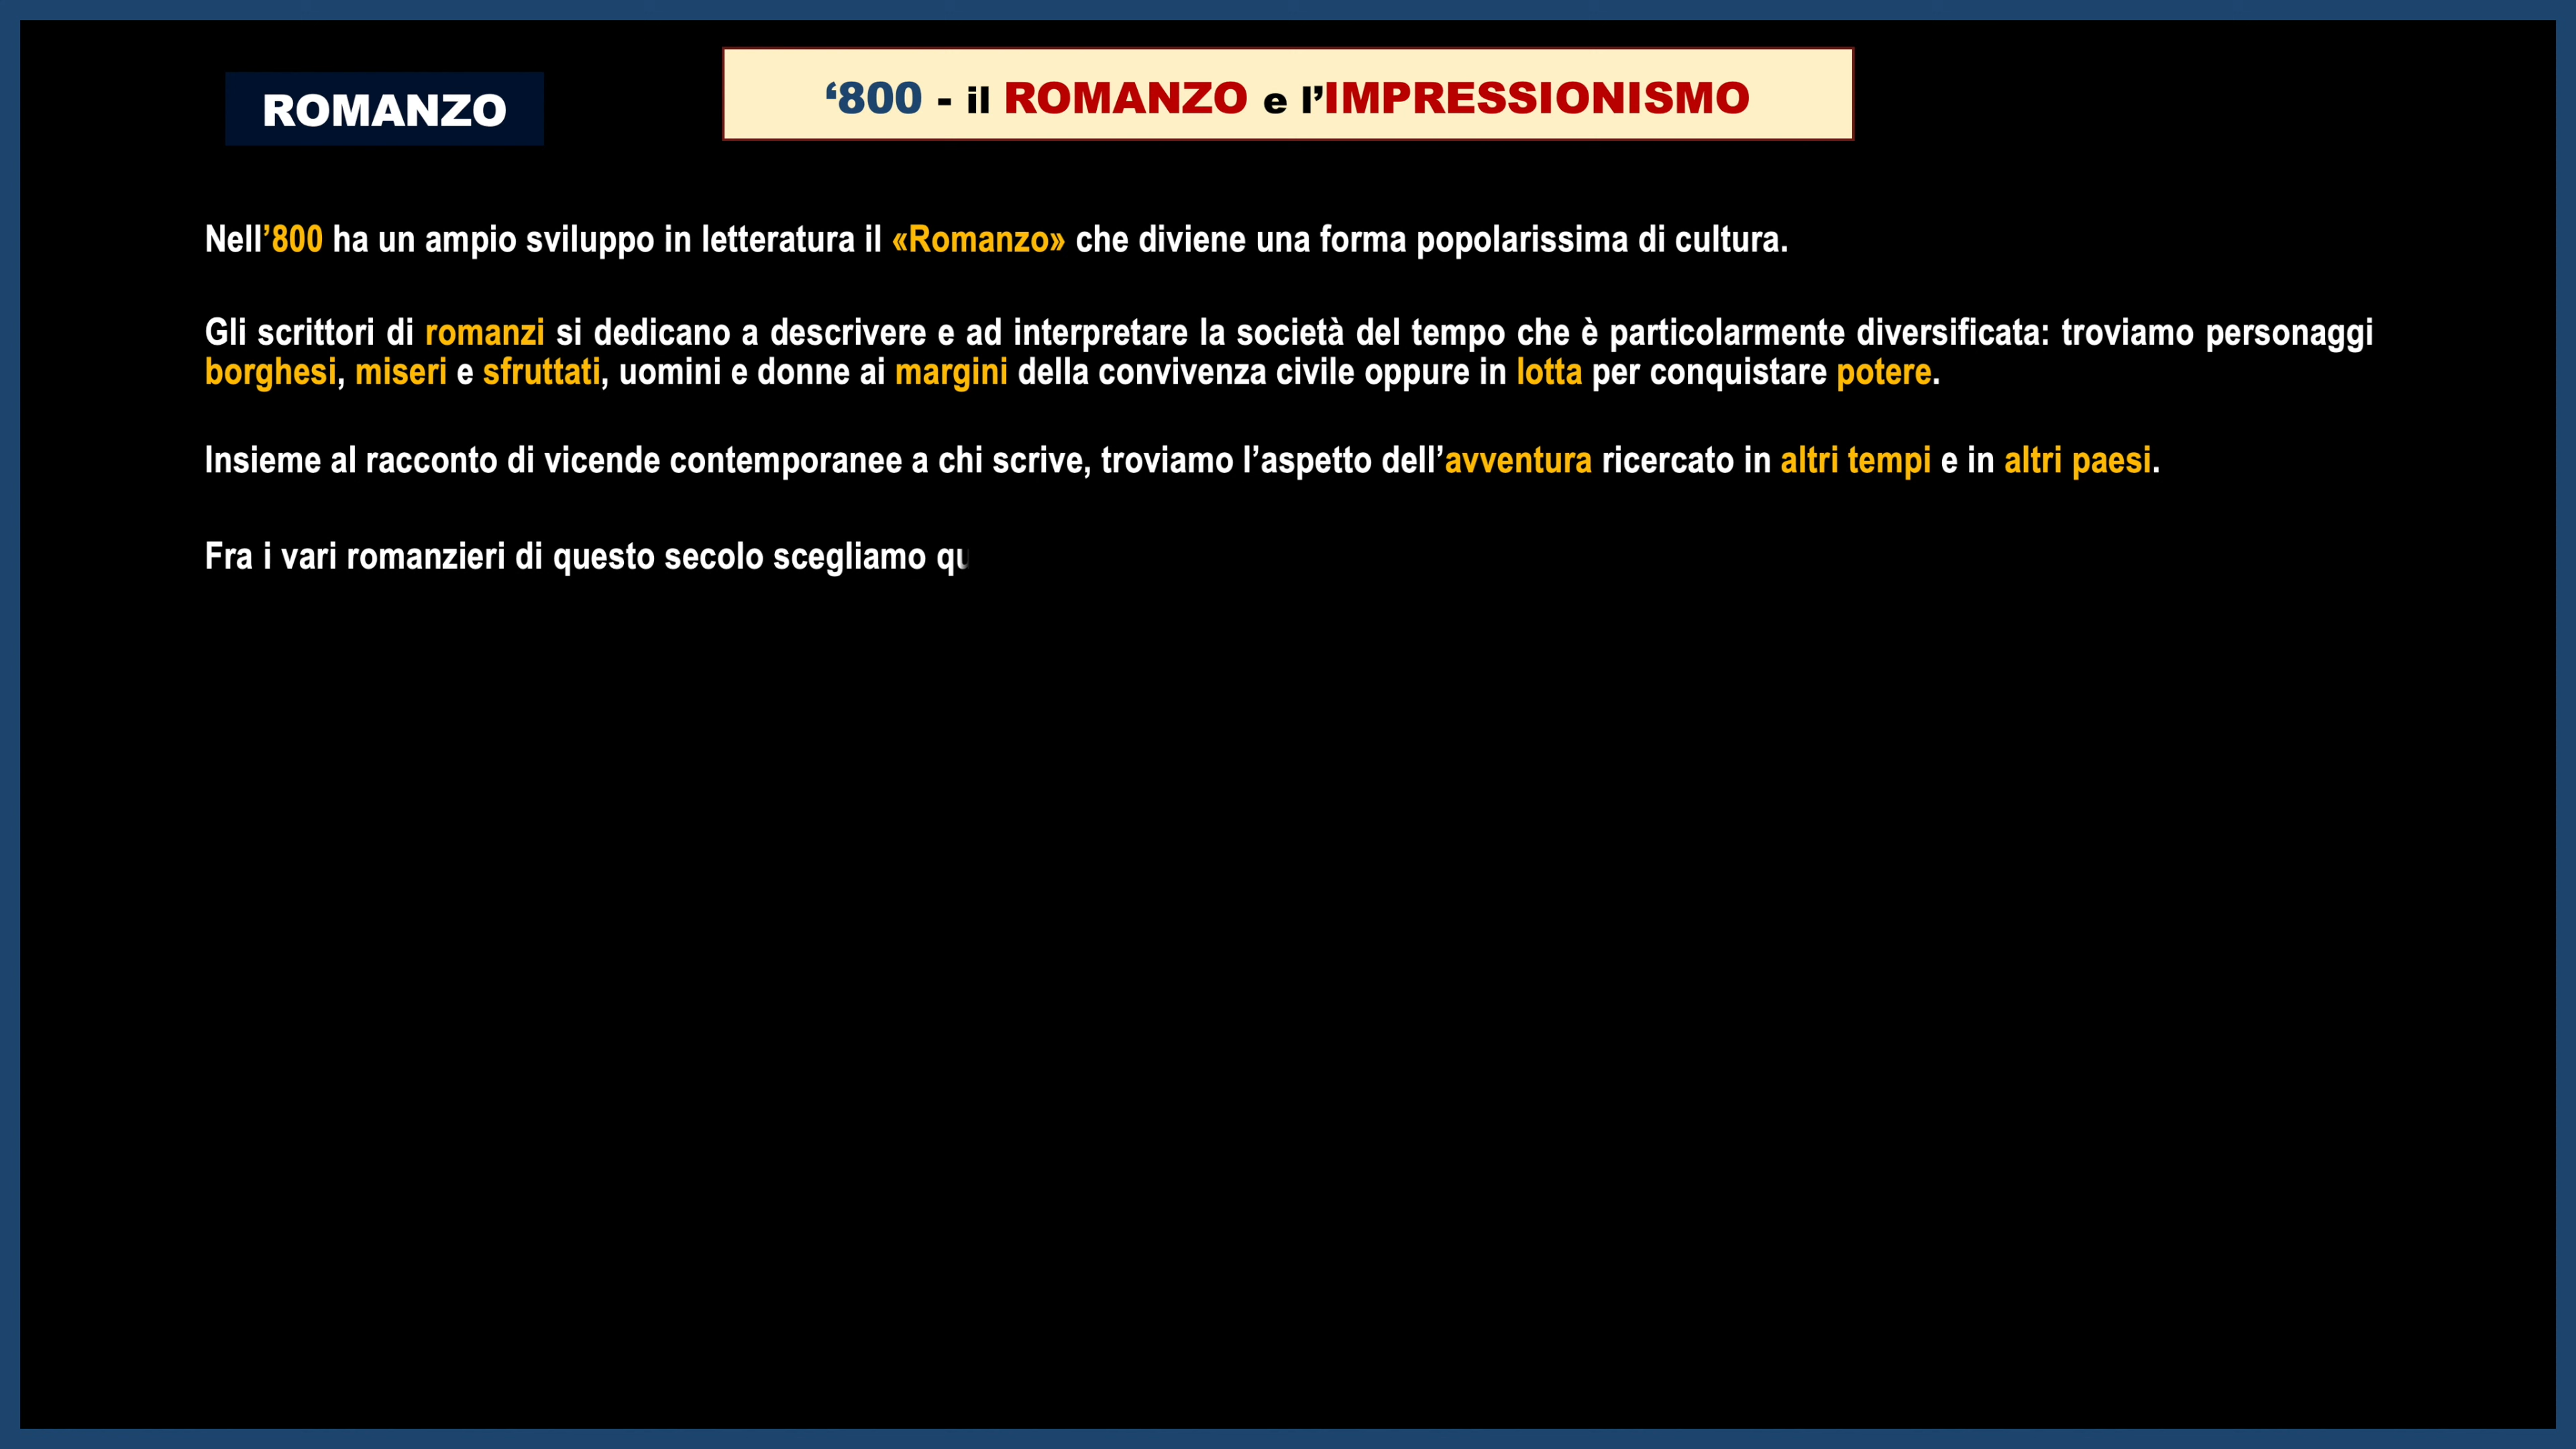 ROMANZO
‘800 - il ROMANZO e l’IMPRESSIONISMO
Nell’800 ha un ampio sviluppo in letteratura il «Romanzo» che diviene una forma popolarissima di cultura.
Gli scrittori di romanzi si dedicano a descrivere e ad interpretare la società del tempo che è particolarmente diversificata: troviamo personaggi
borghesi, miseri e sfruttati, uomini e donne ai margini della convivenza civile oppure in lotta per conquistare potere.
Insieme al racconto di vicende contemporanee a chi scrive, troviamo l’aspetto dell’avventura ricercato in altri tempi e in altri paesi.
Fra i vari romanzieri di questo secolo scegliamo